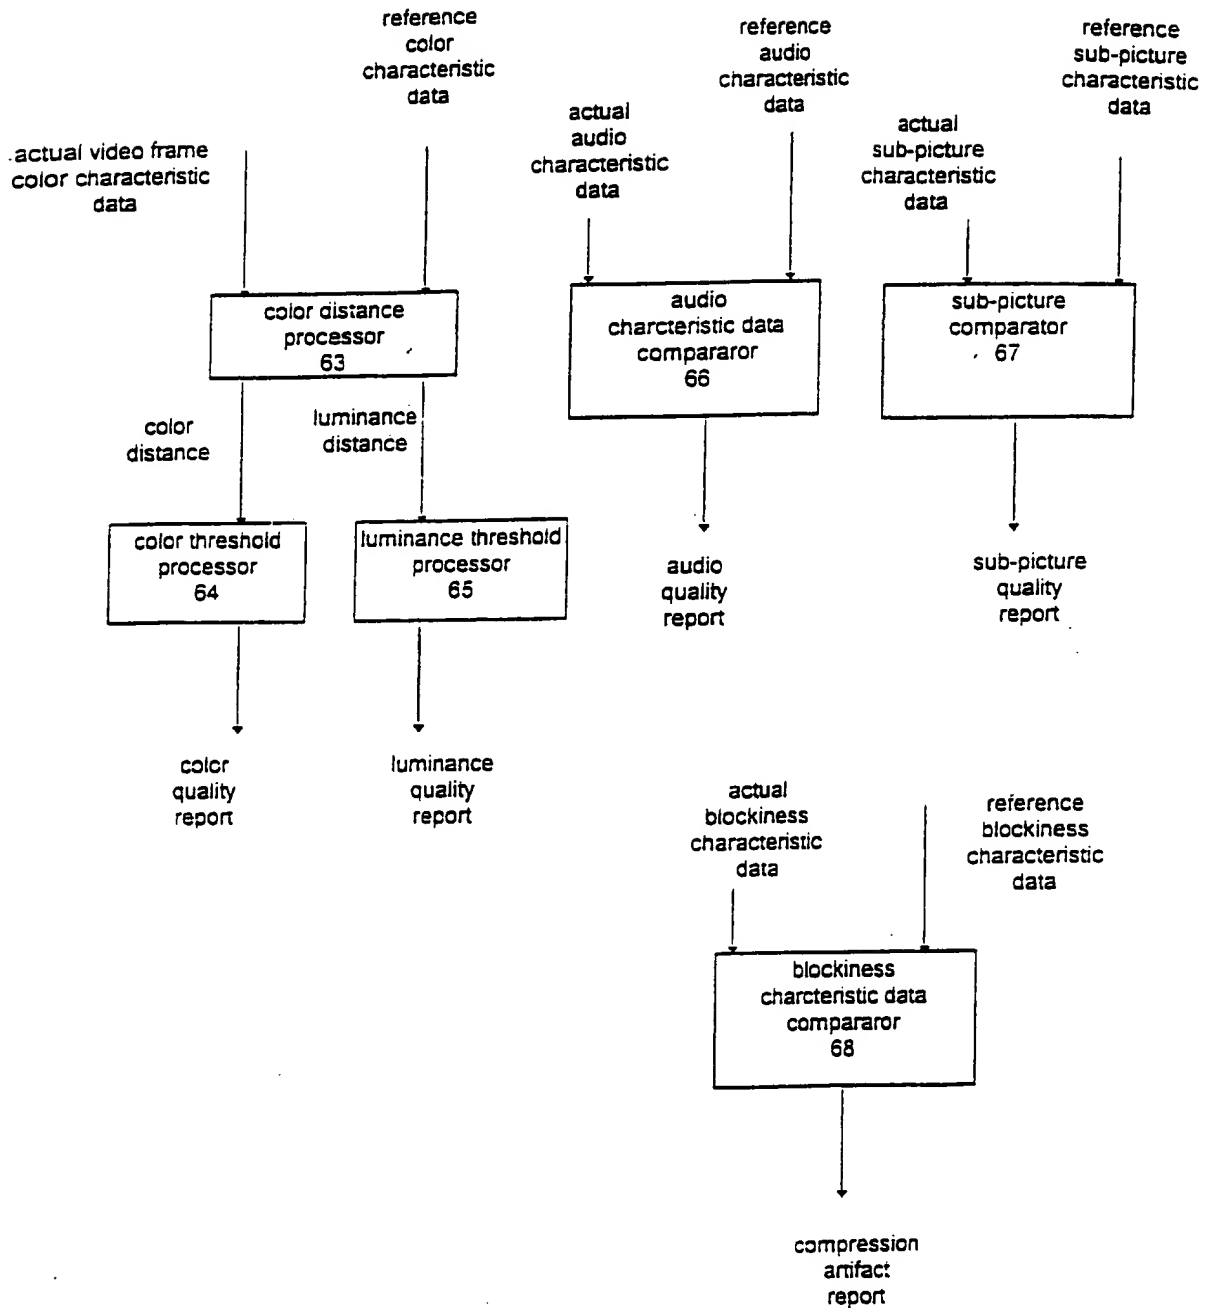 reference
color
characteristic
data
reference
audio
characteristic
data
reference
sub-picture
characteristic
data
actual
audio
characteristic
data
actual
sub-picture
characteristic
data
actual video frame
color characteristic
data
color distance
processor
63
audio
charcteristic data
compararor
66
sub-picture
comparator
67
color
distance
luminance
distance
color threshold
processor
64
luminance threshold
processor
65
audio
quality
report
sub-picture
quality
report
color
quality
report
luminance
quality
report
actual
blockiness
characteristic
data
reference
blockiness
characteristic
data
blockiness
charcteristic data
compararor
68
compression
artifact
report